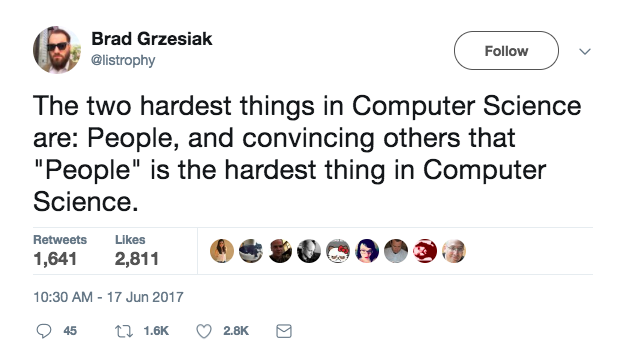 Brad Grzesiak
@listrophy
Follow
The two hardest things in Computer Science
are: People, and convincing others that
"People" is the hardest thing in Computer
Science.
Retweets Likes
1,641 2,811
10:30 AM - 17 Jun 2017
45 1.6K 2.8K